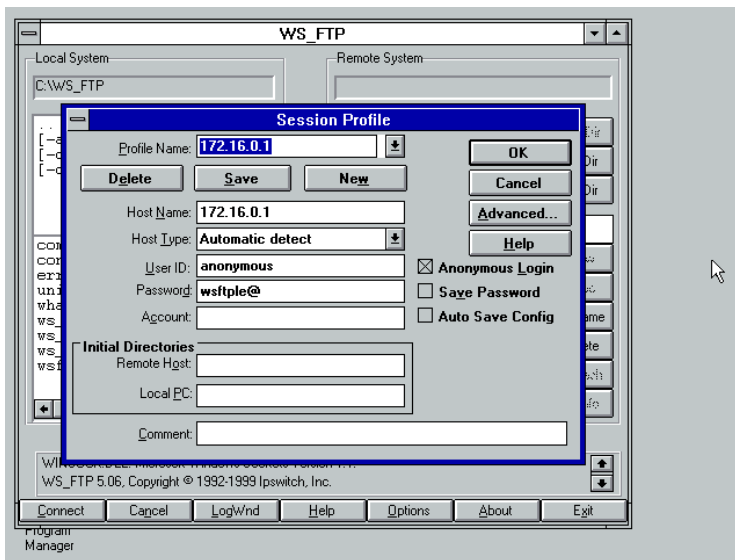 WS_FTP
Local System
Remote System
C:\WS_FTP
Session Profile
Profile Name: 172.16.0.1
OK
Delete Save New
Cancel
Host Name: 172.16.0.1
Advanced...
Host Type: Automatic detect
Help
User ID: anonymous
Anonymous Login
Password: wsftple@
Save Password
Account:
Auto Save Config
Initial Directories
Remote Host:
Local PC:
Comment:
WS_FTP 5.06, Copyright © 1992-1999 Ipswitch, Inc.
Connect Cancel LogWnd Help Options About Exit
Program
Manager